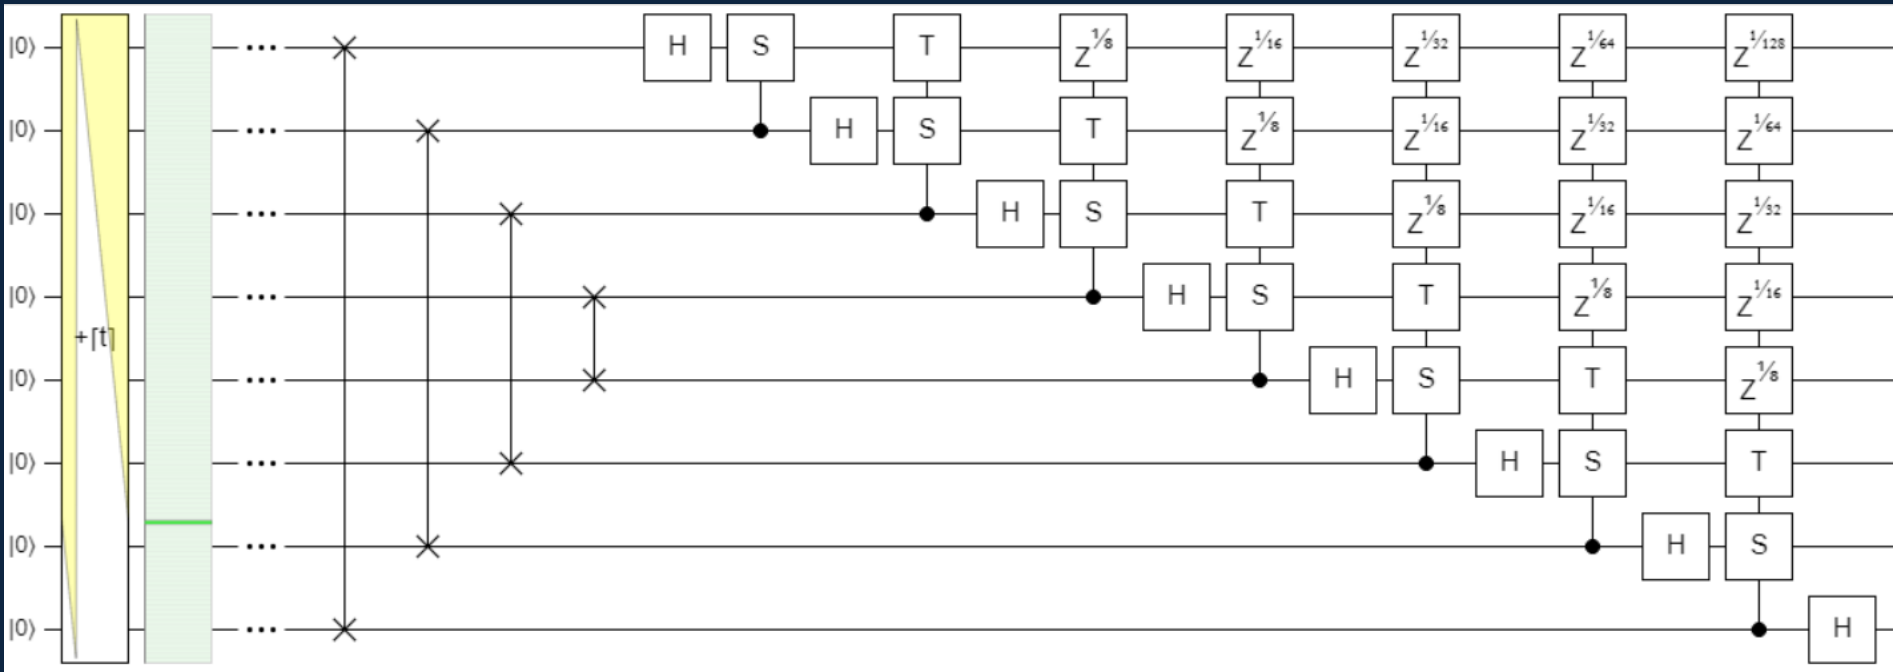 |0⟩ ... H S T Z^1/8 Z^1/16 Z^1/32 Z^1/64 Z^1/128
|0⟩ ... H S T Z^1/8 Z^1/16 Z^1/32 Z^1/64
|0⟩ ... H S T Z^1/8 Z^1/16 Z^1/32
|0⟩ ... H S T Z^1/8 Z^1/16
+⌈t⌉
|0⟩ ... H S T Z^1/8
|0⟩ ... H S T
|0⟩ ... H S
|0⟩ ... H